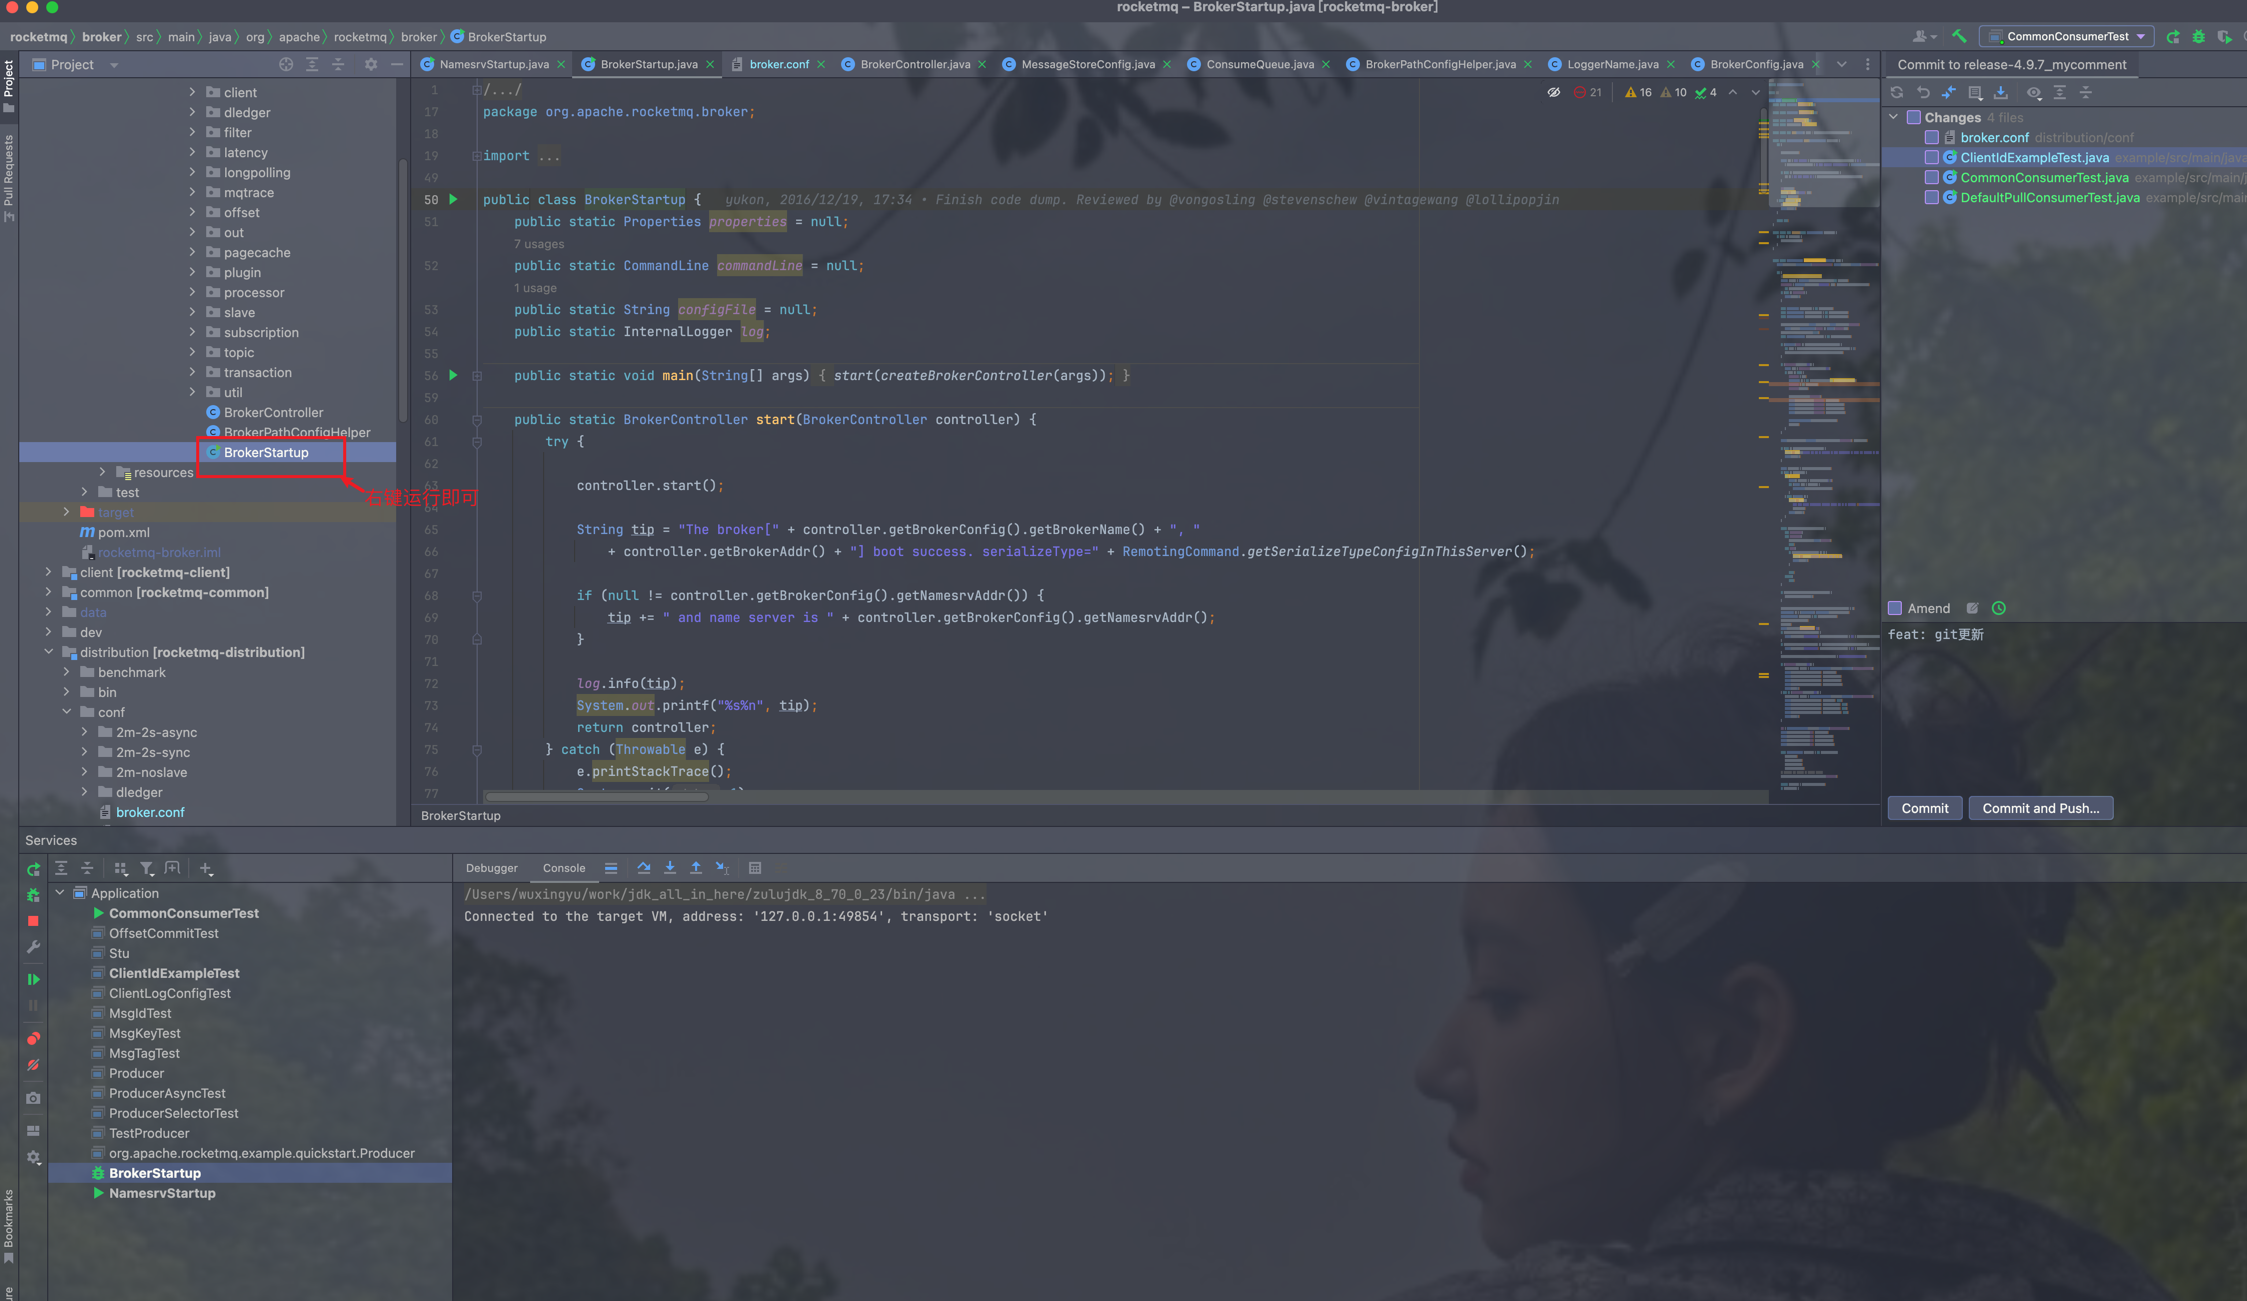 rocketmq – BrokerStartup.java [rocketmq-broker]
rocketmq 〉 broker 〉 src 〉 main 〉 java 〉 org 〉 apache 〉 rocketmq 〉 broker 〉 BrokerStartup
CommonConsumerTest
Project
Pull Requests
Bookmarks
Project
client
dledger
filter
latency
longpolling
mqtrace
offset
out
pagecache
plugin
processor
slave
subscription
topic
transaction
util
BrokerController
BrokerPathConfigHelper
BrokerStartup
右键运行即可
resources
test
target
pom.xml
rocketmq-broker.iml
client [rocketmq-client]
common [rocketmq-common]
data
dev
distribution [rocketmq-distribution]
benchmark
bin
conf
2m-2s-async
2m-2s-sync
2m-noslave
dledger
broker.conf
NamesrvStartup.java
BrokerStartup.java
broker.conf
BrokerController.java
MessageStoreConfig.java
ConsumeQueue.java
BrokerPathConfigHelper.java
LoggerName.java
BrokerConfig.java
21 16 10 4
1 /.../
17 package org.apache.rocketmq.broker;
18
19 import ...
49
50 public class BrokerStartup { yukon, 2016/12/19, 17:34 • Finish code dump. Reviewed by @vongosling @stevenschew @vintagewang @lollipopjin
51 public static Properties properties = null;
7 usages
52 public static CommandLine commandLine = null;
1 usage
53 public static String configFile = null;
54 public static InternalLogger log;
55
56 public static void main(String[] args) { start(createBrokerController(args)); }
59
60 public static BrokerController start(BrokerController controller) {
61 try {
62
63 controller.start();
64
65 String tip = "The broker[" + controller.getBrokerConfig().getBrokerName() + ", "
66 + controller.getBrokerAddr() + "] boot success. serializeType=" + RemotingCommand.getSerializeTypeConfigInThisServer();
67
68 if (null != controller.getBrokerConfig().getNamesrvAddr()) {
69 tip += " and name server is " + controller.getBrokerConfig().getNamesrvAddr();
70 }
71
72 log.info(tip);
73 System.out.printf("%s%n", tip);
74 return controller;
75 } catch (Throwable e) {
76 e.printStackTrace();
77
BrokerStartup
Commit to release-4.9.7_mycomment
Changes 4 files
broker.conf distribution/conf
ClientIdExampleTest.java example/src/main/java
CommonConsumerTest.java example/src/main/j
DefaultPullConsumerTest.java example/src/main
Amend
feat: git更新
Commit
Commit and Push...
Services
Debugger
Console
Application
CommonConsumerTest
OffsetCommitTest
Stu
ClientIdExampleTest
ClientLogConfigTest
MsgIdTest
MsgKeyTest
MsgTagTest
Producer
ProducerAsyncTest
ProducerSelectorTest
TestProducer
org.apache.rocketmq.example.quickstart.Producer
BrokerStartup
NamesrvStartup
/Users/wuxingyu/work/jdk_all_in_here/zulujdk_8_70_0_23/bin/java ...
Connected to the target VM, address: '127.0.0.1:49854', transport: 'socket'